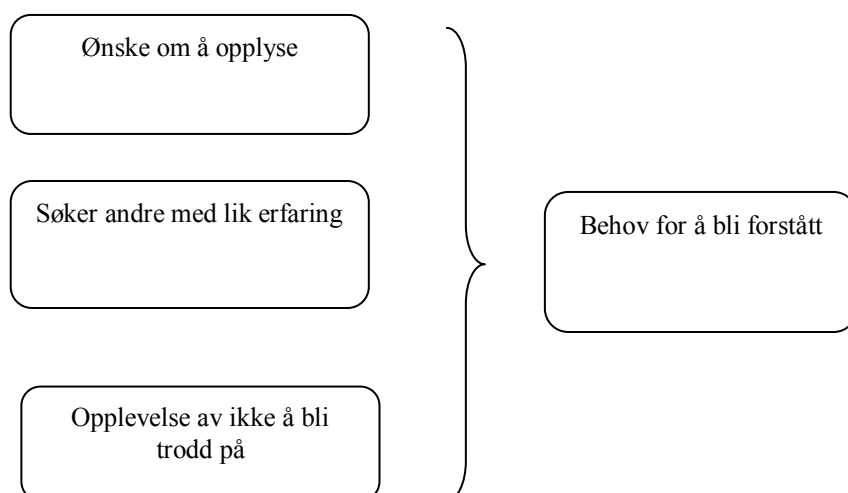 Ønske om å opplyse
Søker andre med lik erfaring
Behov for å bli forstått
Opplevelse av ikke å bli
trodd på